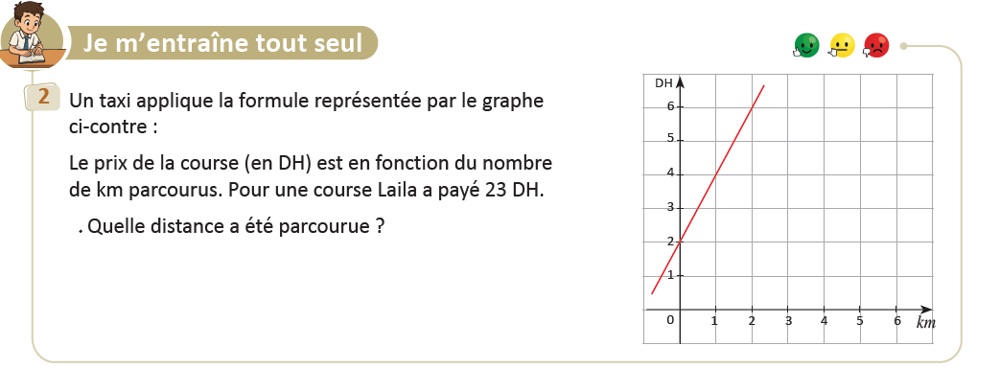 Je m’entraîne tout seul
2
Un taxi applique la formule représentée par le graphe
ci-contre :
Le prix de la course (en DH) est en fonction du nombre
de km parcourus. Pour une course Laila a payé 23 DH.
. Quelle distance a été parcourue ?
DH
6
5
4
3
2
1
0 1 2 3 4 5 6 km